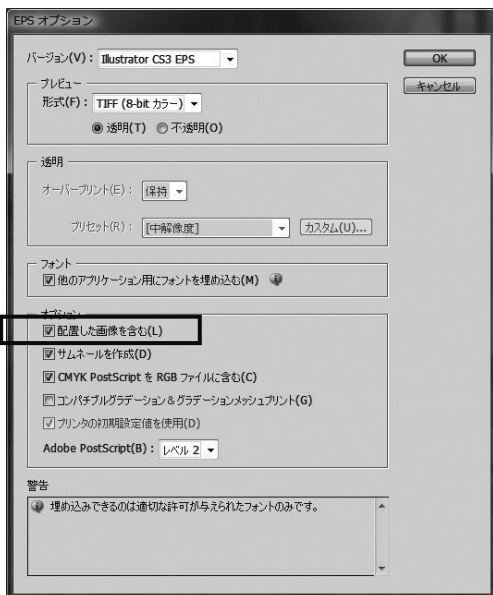 EPS オプション
バージョン(V)： Illustrator CS3 EPS
OK
キャンセル
プレビュー
形式(F)： TIFF (8-bit カラー)
透明(T) 不透明(O)
透明
オーバープリント(E)： 保持
プリセット(R)： [中解像度] カスタム(U)...
フォント
他のアプリケーション用にフォントを埋め込む(M)
オプション
配置した画像を含む(L)
サムネールを作成(D)
CMYK PostScript を RGB ファイルに含む(C)
コンパチブルグラデーション＆グラデーションメッシュプリント(G)
プリンタの初期設定値を使用(D)
Adobe PostScript(B)： レベル 2
警告
埋め込みできるのは適切な許可が与えられたフォントのみです。